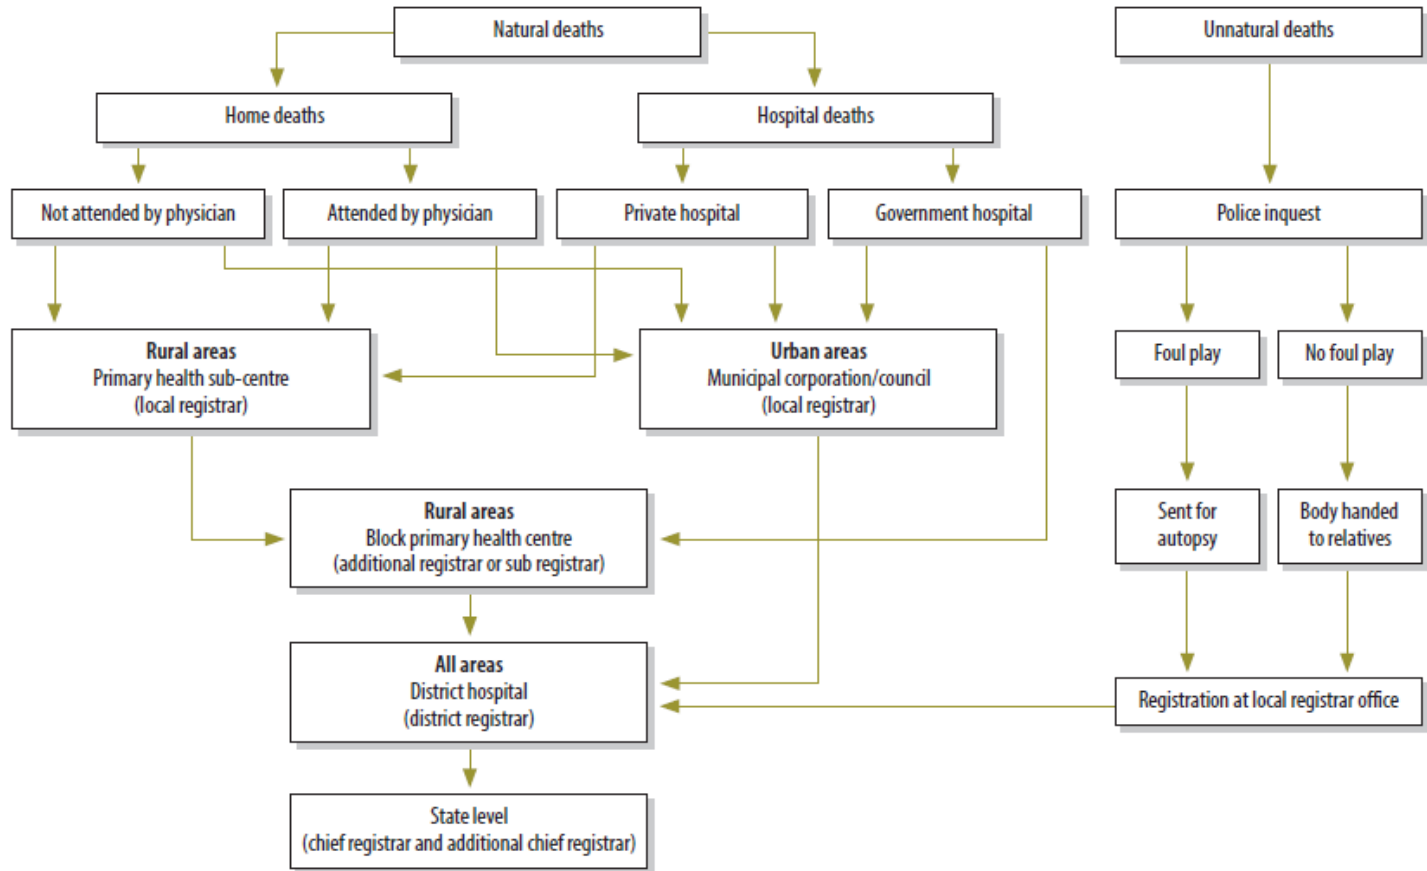 Natural deaths
Unnatural deaths
Home deaths
Hospital deaths
Not attended by physician
Attended by physician
Private hospital
Government hospital
Police inquest
Rural areas
Primary health sub-centre
(local registrar)
Urban areas
Municipal corporation/council
(local registrar)
Foul play
No foul play
Rural areas
Block primary health centre
(additional registrar or sub registrar)
Sent for
autopsy
Body handed
to relatives
All areas
District hospital
(district registrar)
Registration at local registrar office
State level
(chief registrar and additional chief registrar)